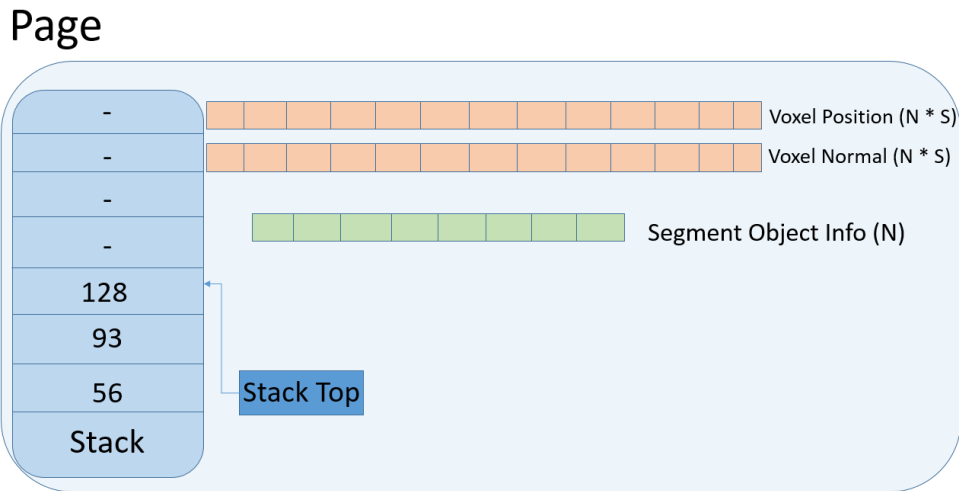 Page
-
Voxel Position (N * S)
-
Voxel Normal (N * S)
-
Segment Object Info (N)
-
128
93
56
Stack Top
Stack